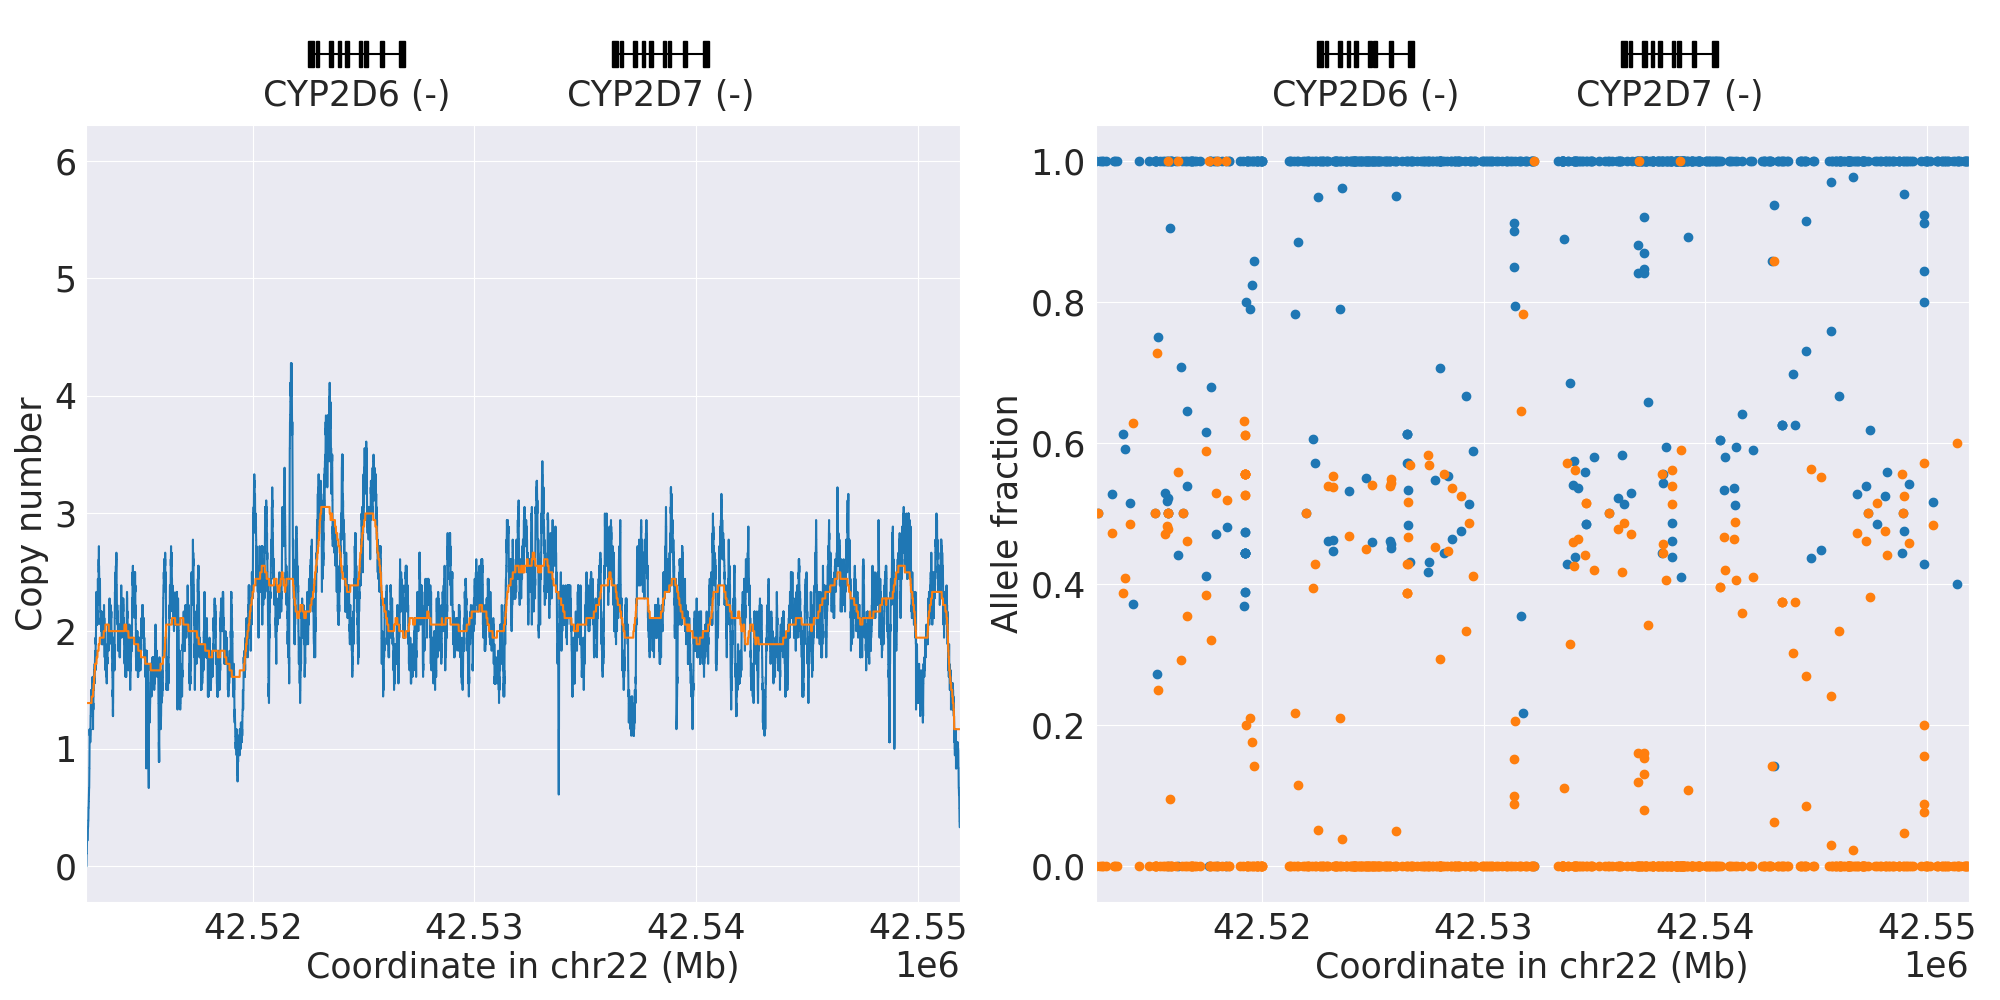 CYP2D6 (-)
CYP2D7 (-)
6
5
4
3
2
1
0
Copy number
42.52
42.53
42.54
42.55
Coordinate in chr22 (Mb)
1e6
CYP2D6 (-)
CYP2D7 (-)
1.0
0.8
0.6
0.4
0.2
0.0
Allele fraction
42.52
42.53
42.54
42.55
Coordinate in chr22 (Mb)
1e6